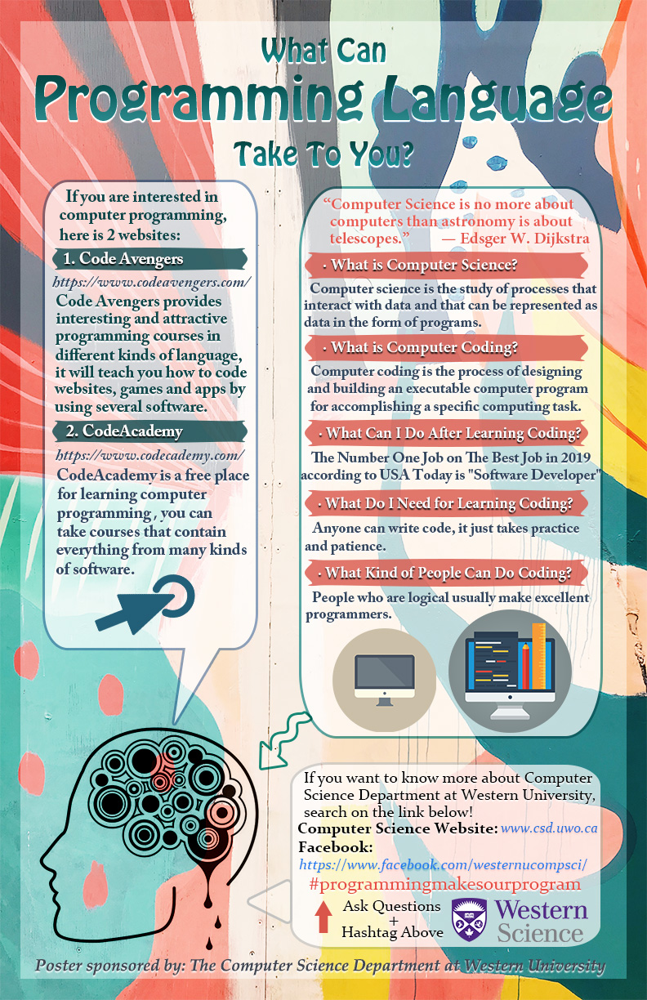 What Can
Programming Language
Take To You?
If you are interested in
computer programming,
here is 2 websites:
1. Code Avengers
https://www.codeavengers.com/
Code Avengers provides
interesting and attractive
programming courses in
different kinds of language,
it will teach you how to code
websites, games and apps by
using several software.
2. CodeAcademy
https://www.codecademy.com/
CodeAcademy is a free place
for learning computer
programming, you can
take courses that contain
everything from many kinds
of software.
“Computer Science is no more about
computers than astronomy is about
telescopes.” — Edsger W. Dijkstra
· What is Computer Science?
Computer science is the study of processes that
interact with data and that can be represented as
data in the form of programs.
· What is Computer Coding?
Computer coding is the process of designing
and building an executable computer program
for accomplishing a specific computing task.
· What Can I Do After Learning Coding?
The Number One Job on The Best Job in 2019
according to USA Today is "Software Developer"
· What Do I Need for Learning Coding?
Anyone can write code, it just takes practice
and patience.
· What Kind of People Can Do Coding?
People who are logical usually make excellent
programmers.
If you want to know more about Computer
Science Department at Western University,
search on the link below!
Computer Science Website: www.csd.uwo.ca
Facebook:
https://www.facebook.com/westernucompsci/
#programmingmakesourprogram
Ask Questions
+
Hashtag Above
Western
Science
Poster sponsored by: The Computer Science Department at Western University